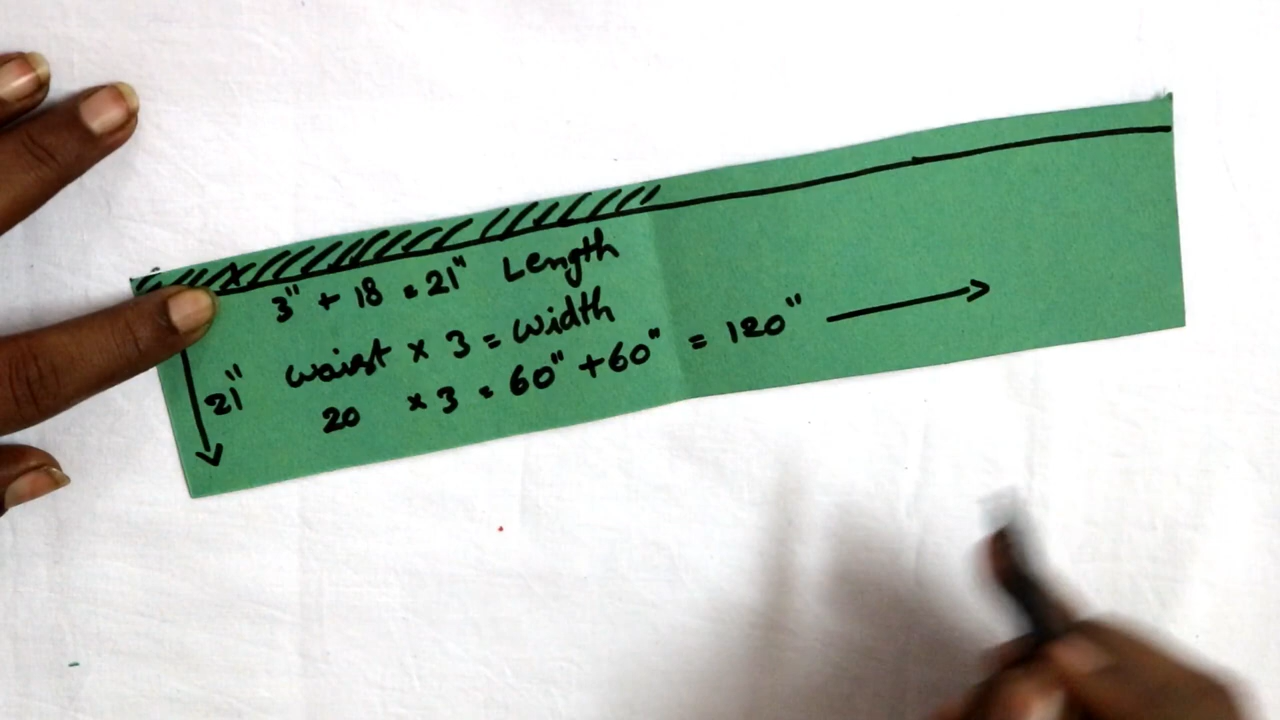 3" + 18 = 21" Length
21" waist × 3 = width
20 × 3 = 60" + 60" = 120"